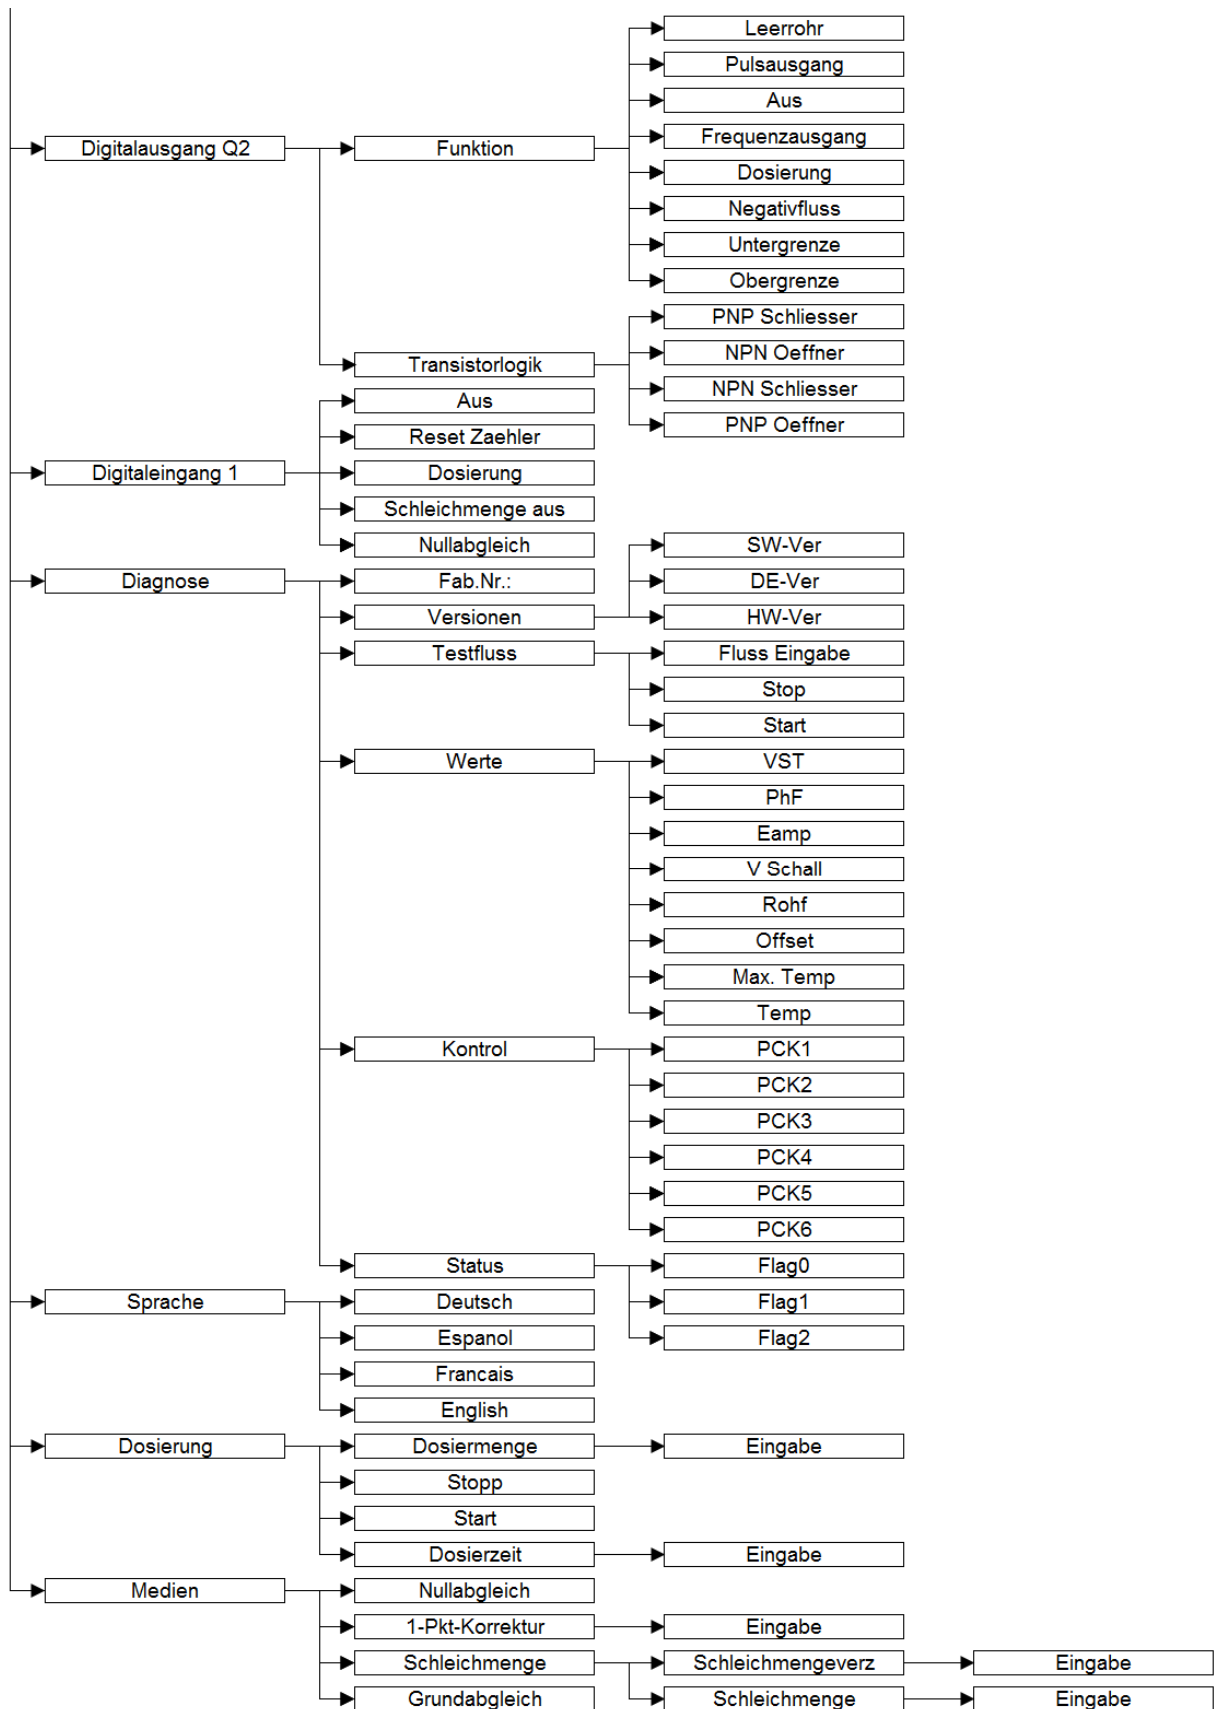 Leerrohr
Pulsausgang
Aus
Digitalausgang Q2 Funktion Frequenzausgang
Dosierung
Negativfluss
Untergrenze
Obergrenze
PNP Schliesser
Transistorlogik NPN Oeffner
Aus NPN Schliesser
Reset Zaehler PNP Oeffner
Digitaleingang 1 Dosierung
Schleichmenge aus
Nullabgleich SW-Ver
Diagnose Fab.Nr.: DE-Ver
Versionen HW-Ver
Testfluss Fluss Eingabe
Stop
Start
Werte VST
PhF
Eamp
V Schall
Rohf
Offset
Max. Temp
Temp
Kontrol PCK1
PCK2
PCK3
PCK4
PCK5
PCK6
Status Flag0
Sprache Deutsch Flag1
Espanol Flag2
Francais
English
Dosierung Dosiermenge Eingabe
Stopp
Start
Dosierzeit Eingabe
Medien Nullabgleich
1-Pkt-Korrektur Eingabe
Schleichmenge Schleichmengeverz Eingabe
Grundabgleich Schleichmenge Eingabe